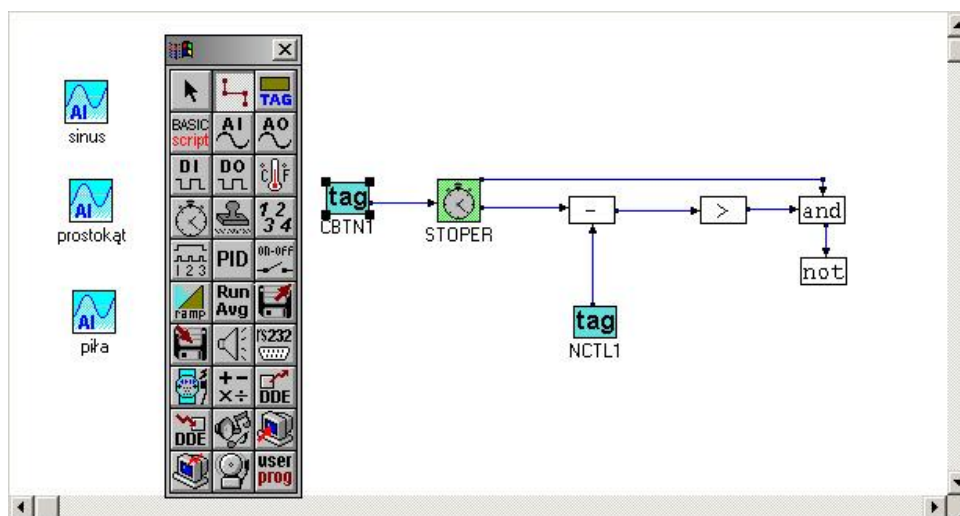 AI
sinus
AI
prostokąt
AI
piła
TAG
BASIC
script
AI
AO
DI
DO
°C °F
1 2
3 4
1 2 3
PID
ON-OFF
ramp
Run
Avg
rs232
+ -
× ÷
DDE
DDE
user
prog
tag
CBTN1
STOPER
-
>
and
not
tag
NCTL1